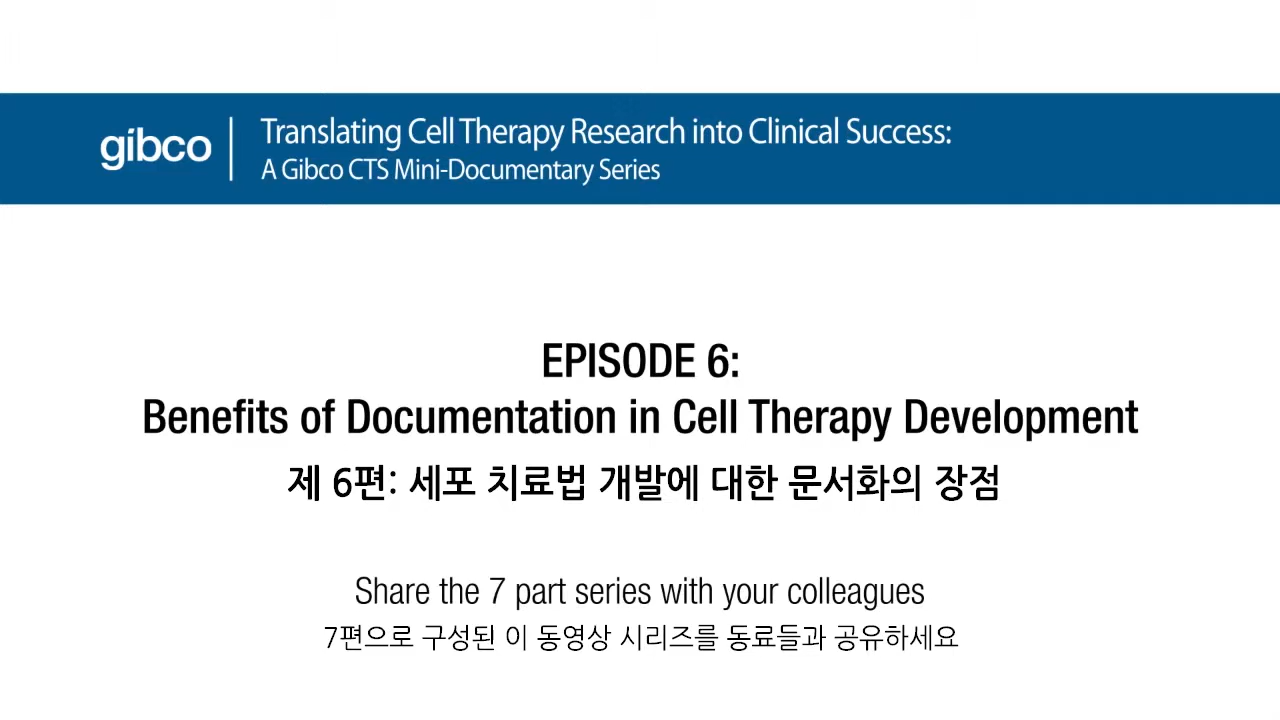 gibco
Translating Cell Therapy Research into Clinical Success:
A Gibco CTS Mini-Documentary Series
EPISODE 6:
Benefits of Documentation in Cell Therapy Development
제 6편: 세포 치료법 개발에 대한 문서화의 장점
Share the 7 part series with your colleagues
7편으로 구성된 이 동영상 시리즈를 동료들과 공유하세요